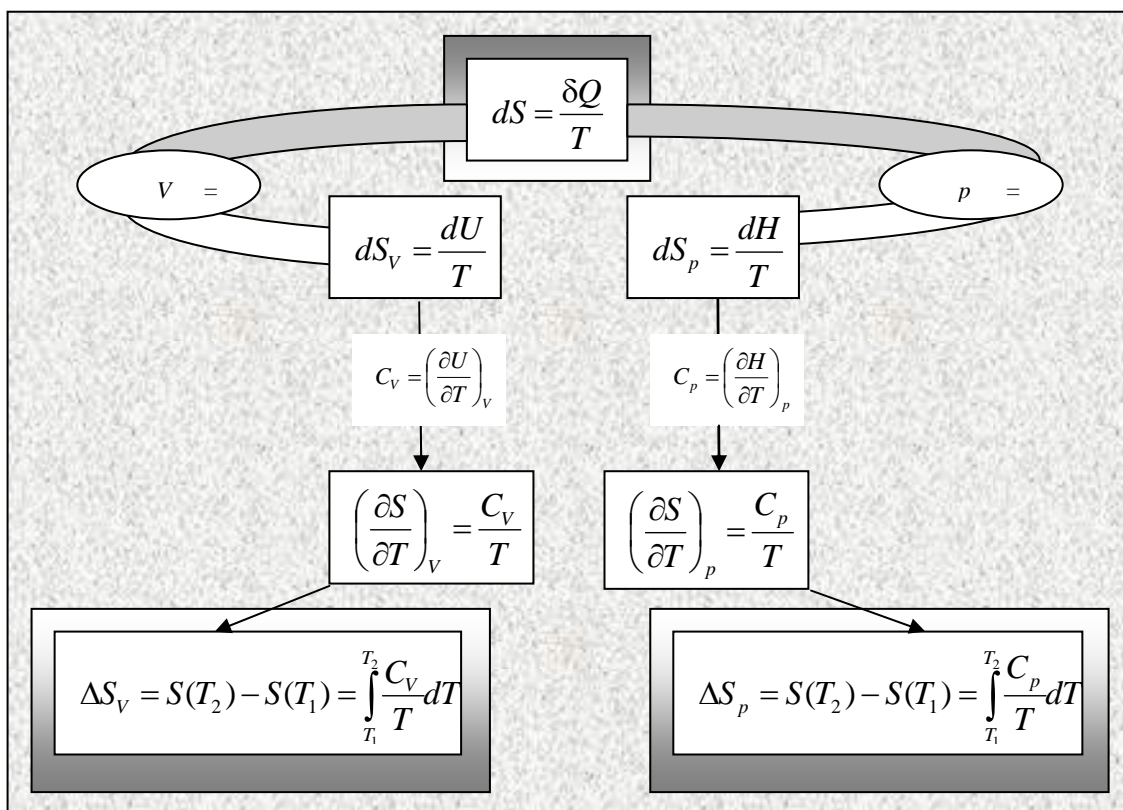 dS = δQ / T
V = p =
dS_V = dU / T dS_p = dH / T
C_V = (∂U / ∂T)_V C_p = (∂H / ∂T)_p
(∂S / ∂T)_V = C_V / T (∂S / ∂T)_p = C_p / T
ΔS_V = S(T_2) − S(T_1) = ∫_{T_1}^{T_2} C_V / T dT ΔS_p = S(T_2) − S(T_1) = ∫_{T_1}^{T_2} C_p / T dT